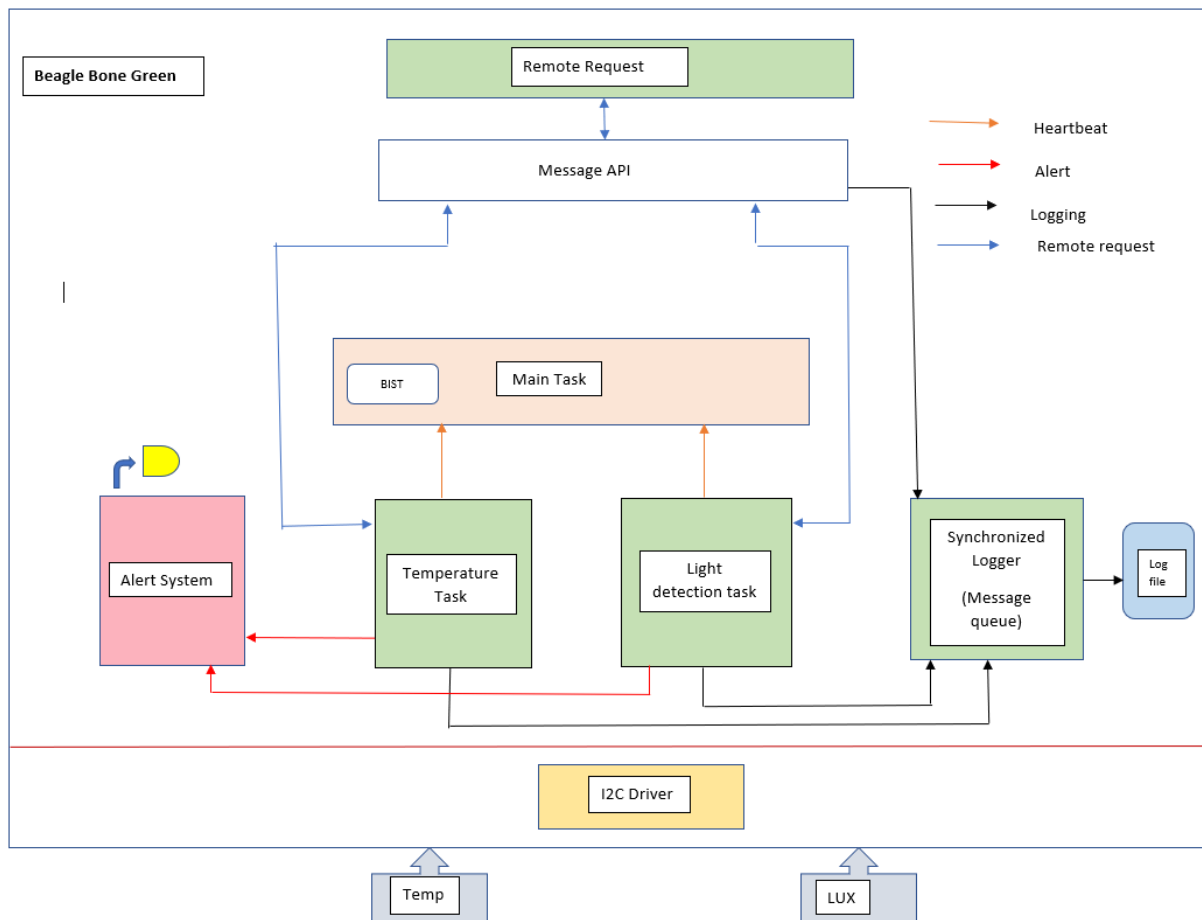 Remote Request
Beagle Bone Green
Heartbeat
Message API
Alert
Logging
Remote request
Main Task
BIST
Synchronized
Logger
(Message
queue)
Alert System
Temperature
Task
Light
detection task
Log
file
I2C Driver
Temp
LUX